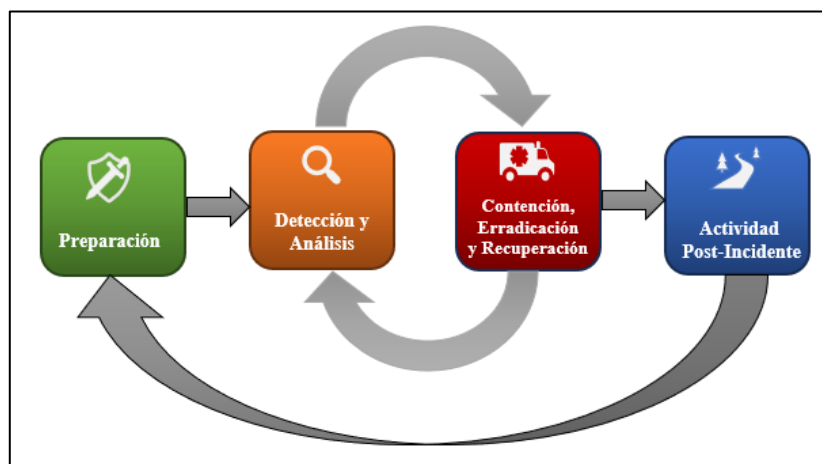 Preparación
Detección y
Análisis
Contención,
Erradicación
y Recuperación
Actividad
Post-Incidente